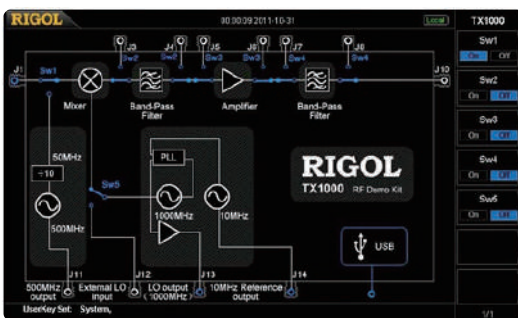 RIGOL
00:00:09 2011-10-31
Local
TX1000
J3
J4
J5
J6
J7
J8
Sw1
On Off
J1
Sw1
Sw2
Sw2
Sw3
Sw3
Sw4
Sw4
J10
Sw2
On Off
Mixer
Band-Pass
Filter
Amplifier
Band-Pass
Filter
Sw3
On Off
50MHz
÷10
PLL
Sw5
1000MHz
10MHz
500MHz
RIGOL
TX1000 RF Demo Kit
Sw4
On Off
Sw5
On Off
USB
J11
J12
J13
J14
500MHz
output
External LO
input
LO output
(1000MHz)
10MHz Reference
output
UserKey Set: System,
1/1